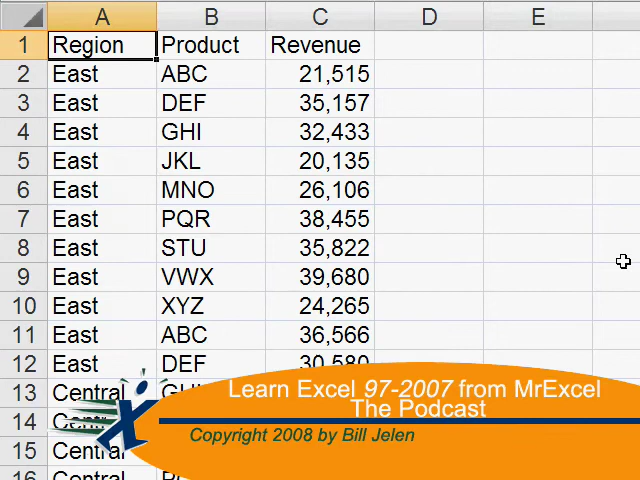 A B C D E
1 Region Product Revenue
2 East ABC 21,515
3 East DEF 35,157
4 East GHI 32,433
5 East JKL 20,135
6 East MNO 26,106
7 East PQR 38,455
8 East STU 35,822
9 East VWX 39,680
10 East XYZ 24,265
11 East ABC 36,566
12 East DEF 30,580
13 Central
14
15
16 Central
Learn Excel 97-2007 from MrExcel
The Podcast
Copyright 2008 by Bill Jelen